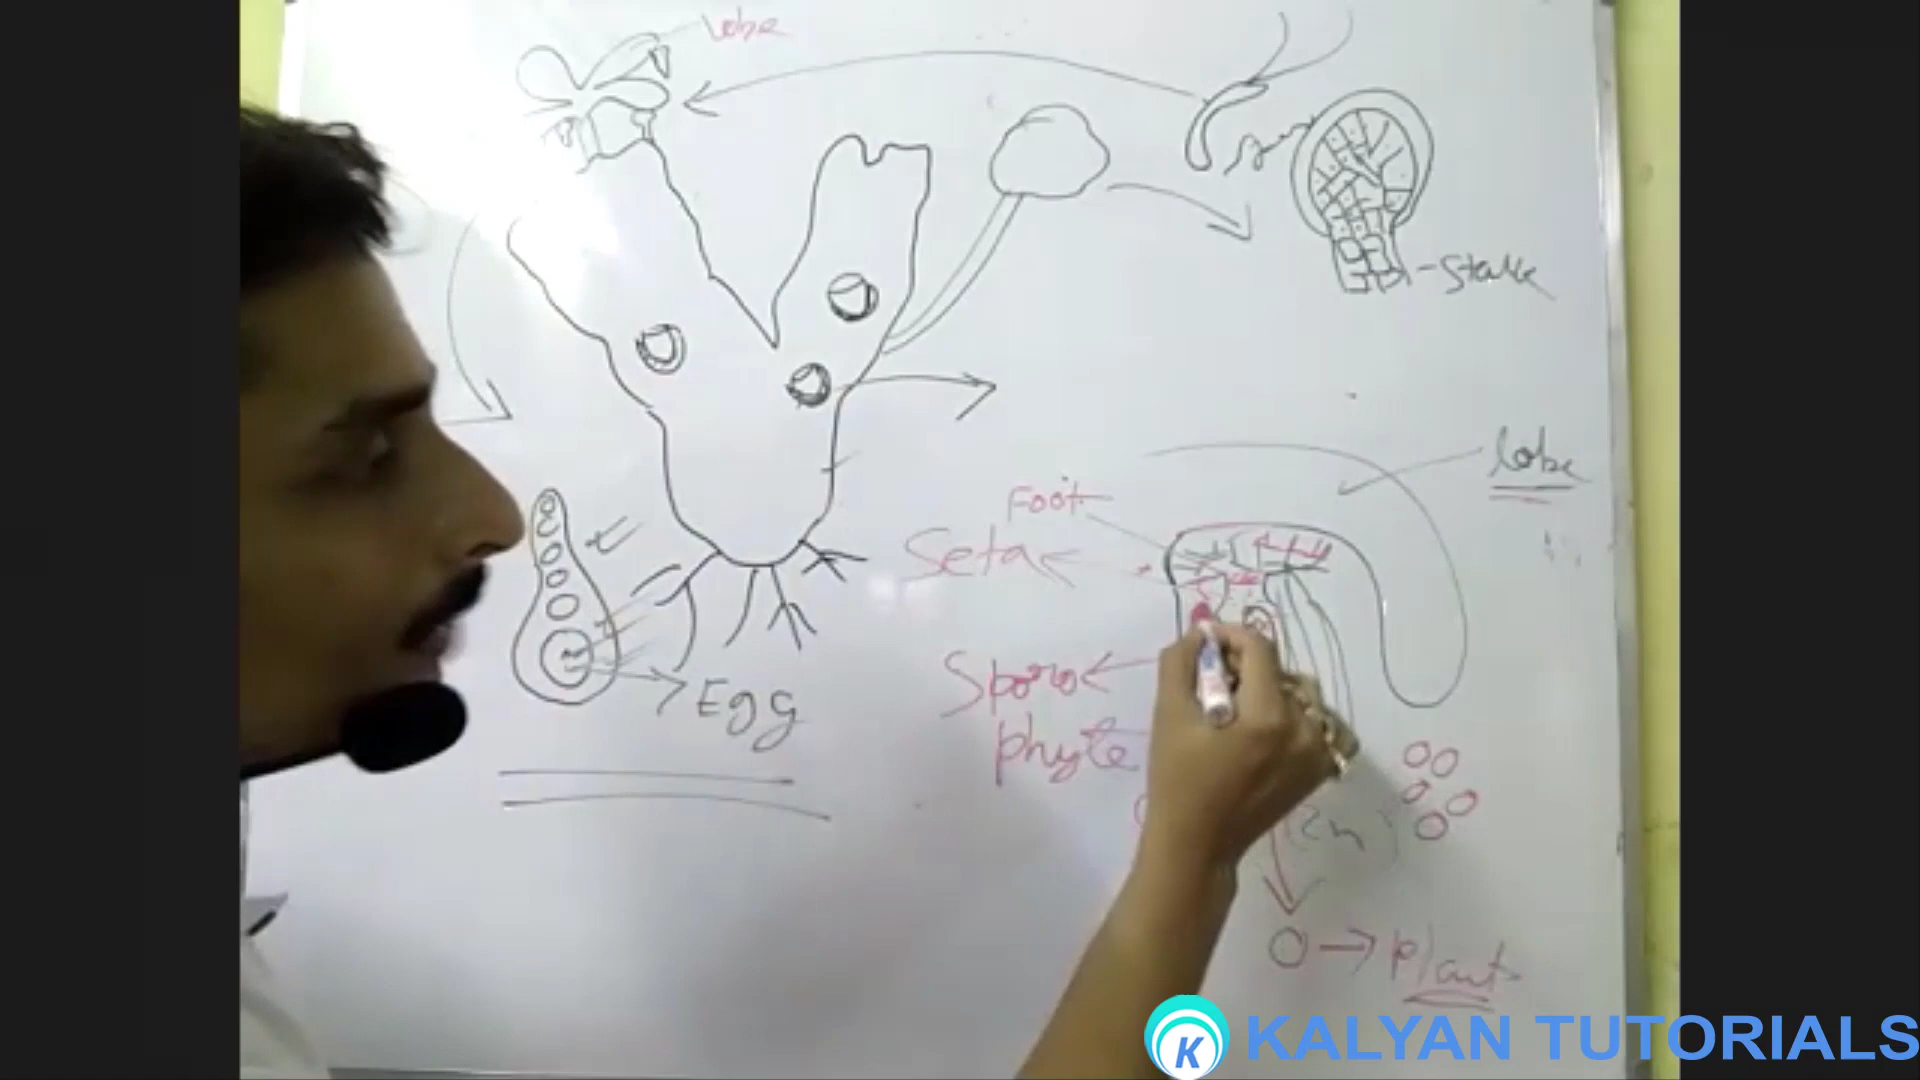 Lobe
Stalk
Lobe
Foot
Seta
Sporo
phyte
Egg
(2n)
Plant
K
KALYAN TUTORIALS